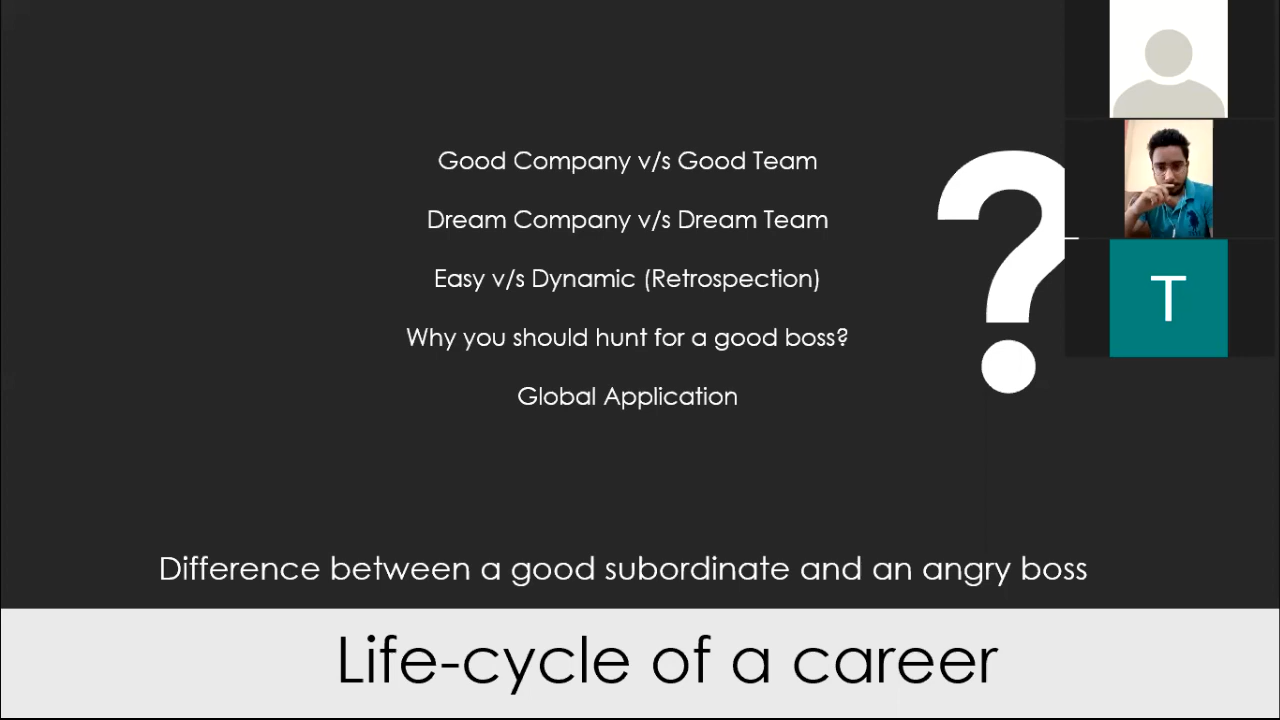 Good Company v/s Good Team
Dream Company v/s Dream Team
Easy v/s Dynamic (Retrospection)
Why you should hunt for a good boss?
Global Application
?
T
Difference between a good subordinate and an angry boss
Life-cycle of a career